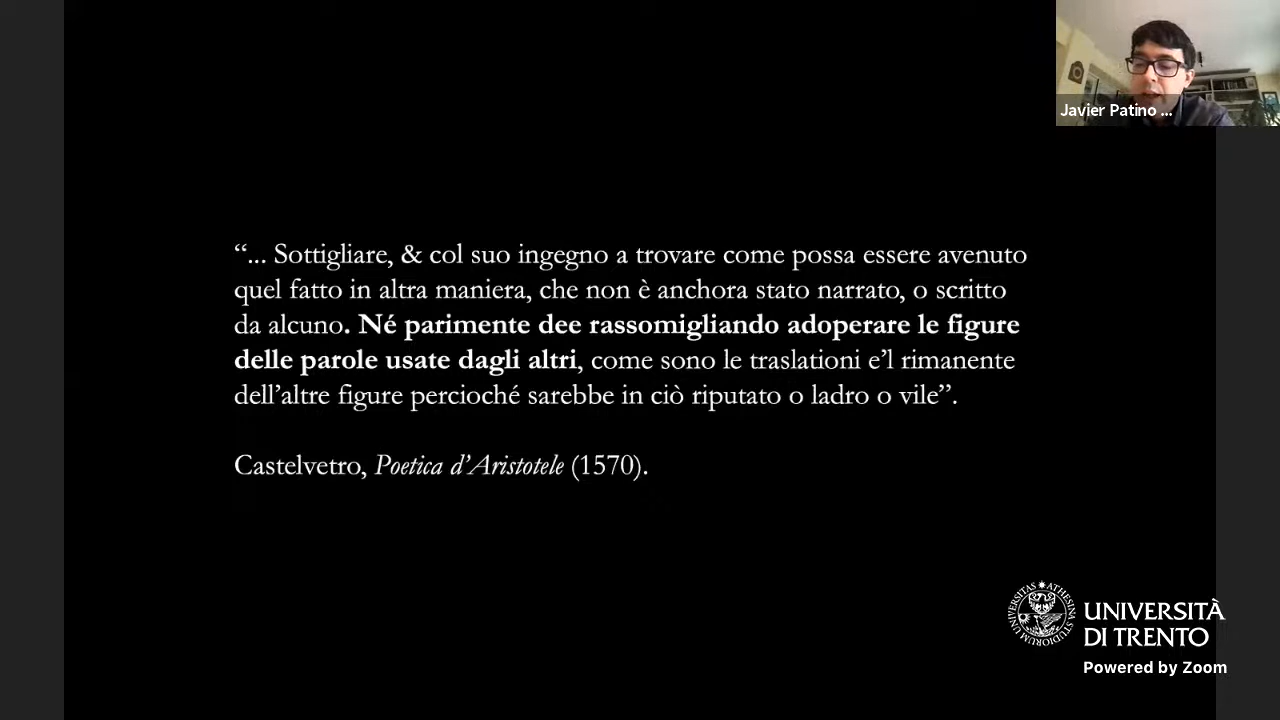 Javier Patino ...
“... Sottigliare, & col suo ingegno a trovare come possa essere avenuto
quel fatto in altra maniera, che non è anchora stato narrato, o scritto
da alcuno. Né parimente dee rassomigliando adoperare le figure
delle parole usate dagli altri, come sono le traslationi e’l rimanente
dell’altre figure percioché sarebbe in ciò riputato o ladro o vile”.
Castelvetro, Poetica d’Aristotele (1570).
ATHESINA STUDIORUM UNIVERSITAS
UNIVERSITÀ
DI TRENTO
Powered by Zoom